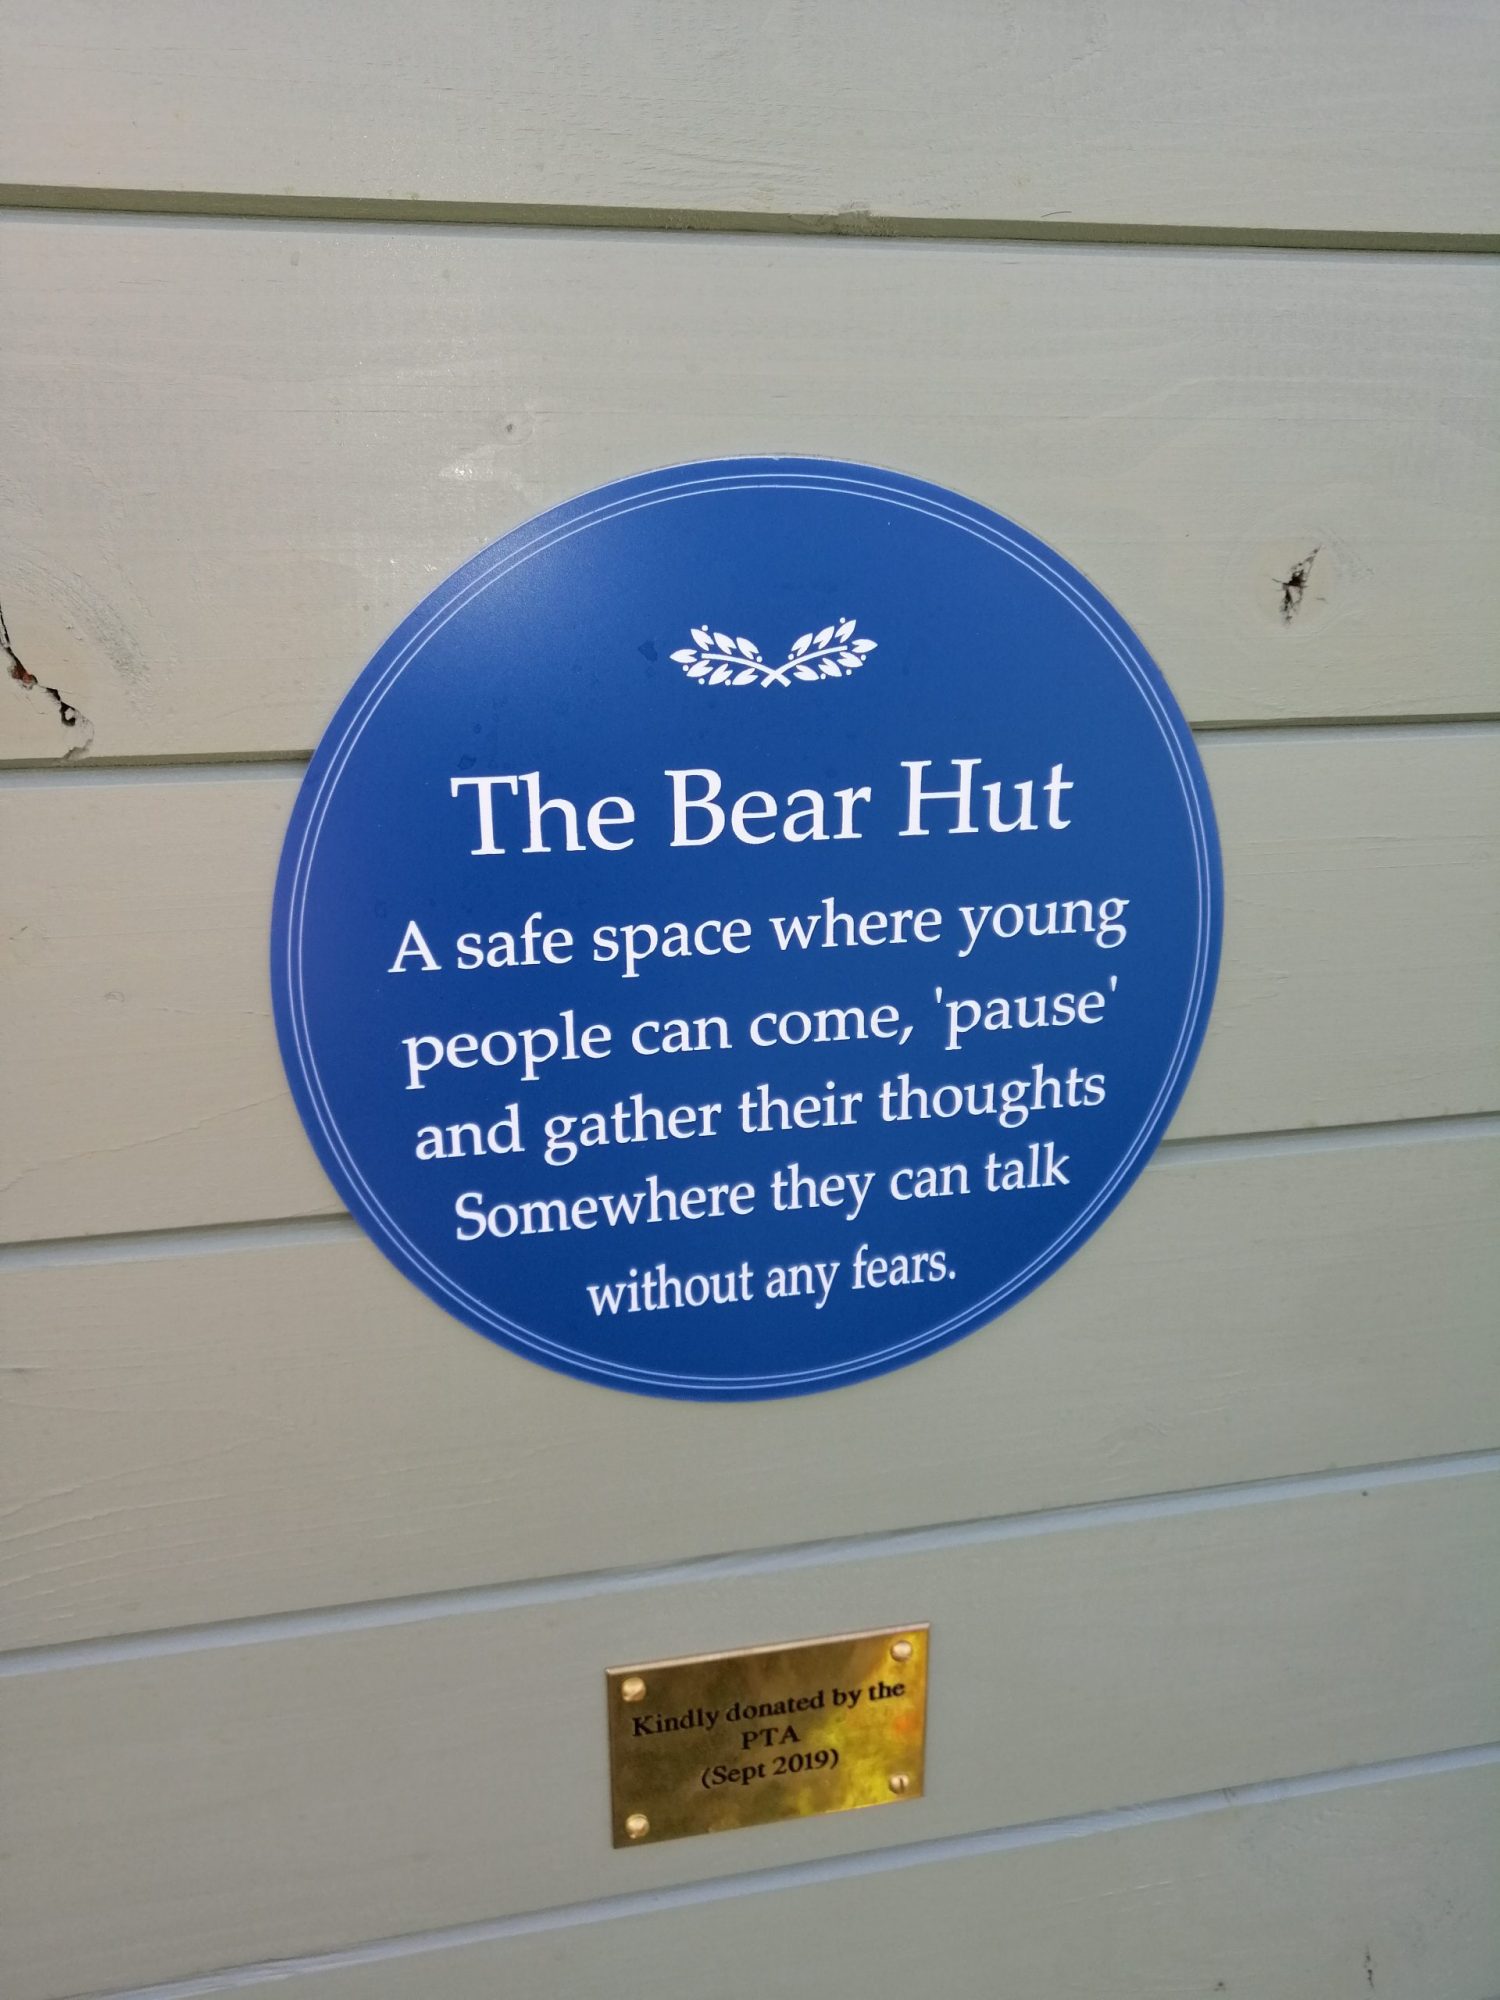 The Bear Hut
A safe space where young
people can come, 'pause'
and gather their thoughts
Somewhere they can talk
without any fears.
Kindly donated by the
PTA
(Sept 2019)